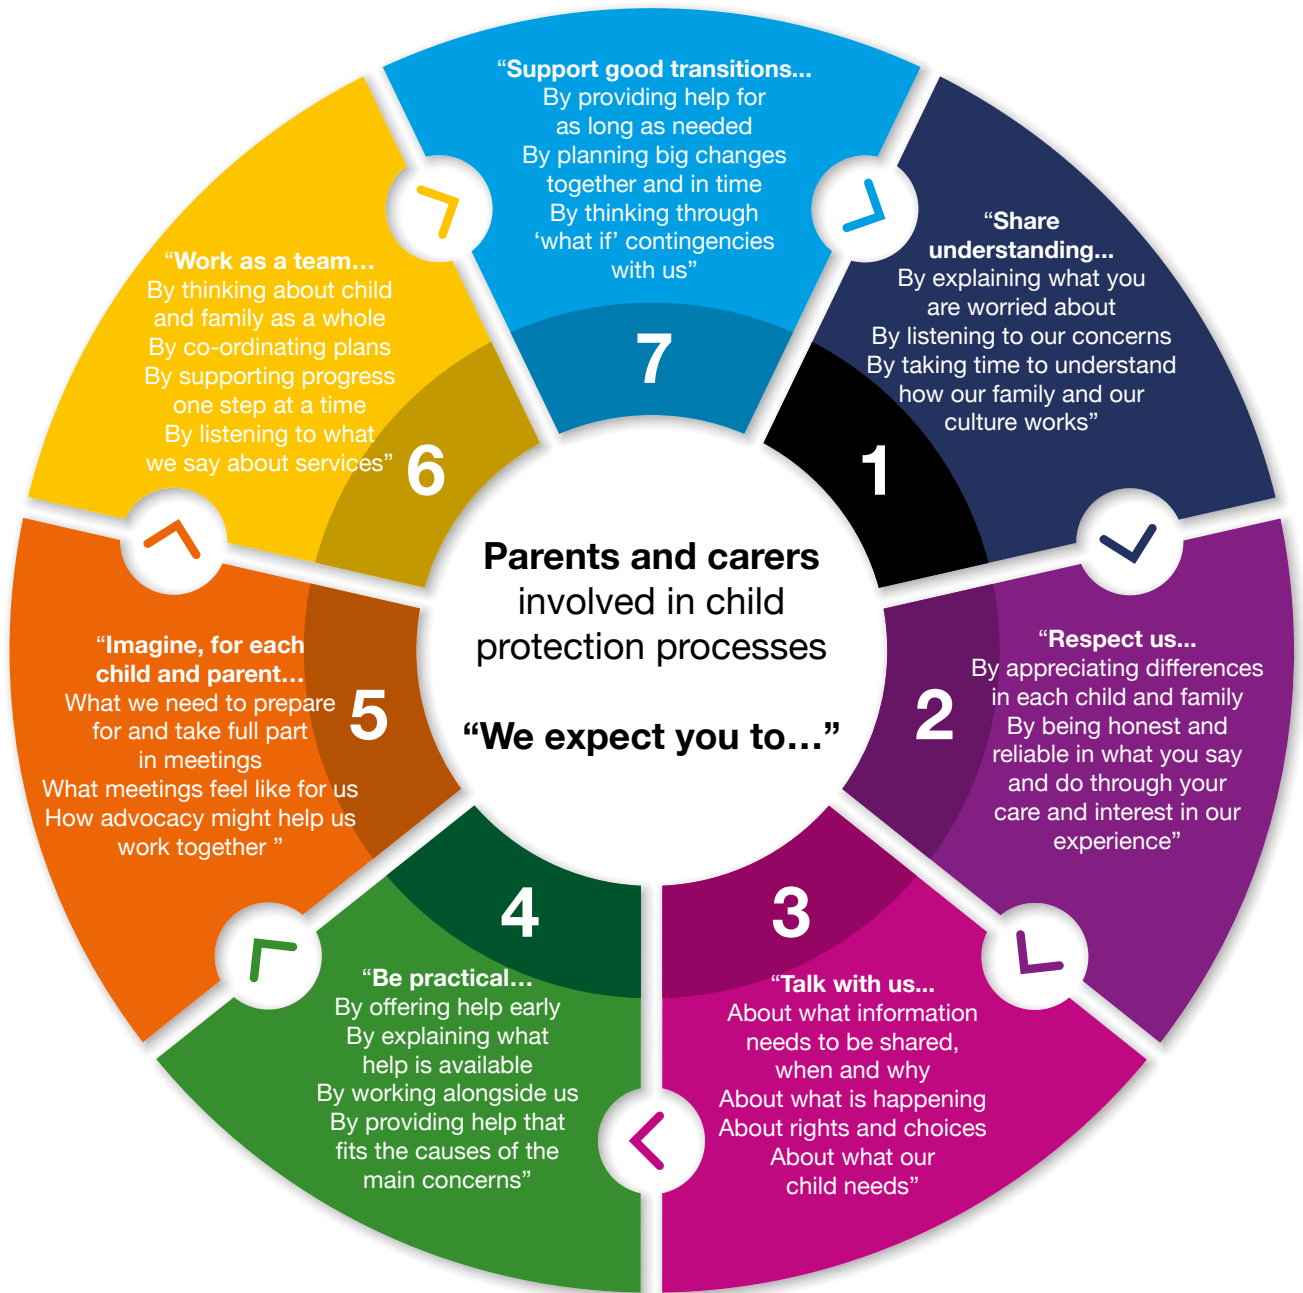 Parents and carers
involved in child
protection processes
“We expect you to…”
1
“Share
understanding...
By explaining what you
are worried about
By listening to our concerns
By taking time to understand
how our family and our
culture works”
2
“Respect us...
By appreciating differences
in each child and family
By being honest and
reliable in what you say
and do through your
care and interest in our
experience”
3
“Talk with us...
About what information
needs to be shared,
when and why
About what is happening
About rights and choices
About what our
child needs”
4
“Be practical…
By offering help early
By explaining what
help is available
By working alongside us
By providing help that
fits the causes of the
main concerns”
5
“Imagine, for each
child and parent…
What we need to prepare
for and take full part
in meetings
What meetings feel like for us
How advocacy might help us
work together ”
6
“Work as a team…
By thinking about child
and family as a whole
By co-ordinating plans
By supporting progress
one step at a time
By listening to what
we say about services”
7
“Support good transitions...
By providing help for
as long as needed
By planning big changes
together and in time
By thinking through
‘what if’ contingencies
with us”